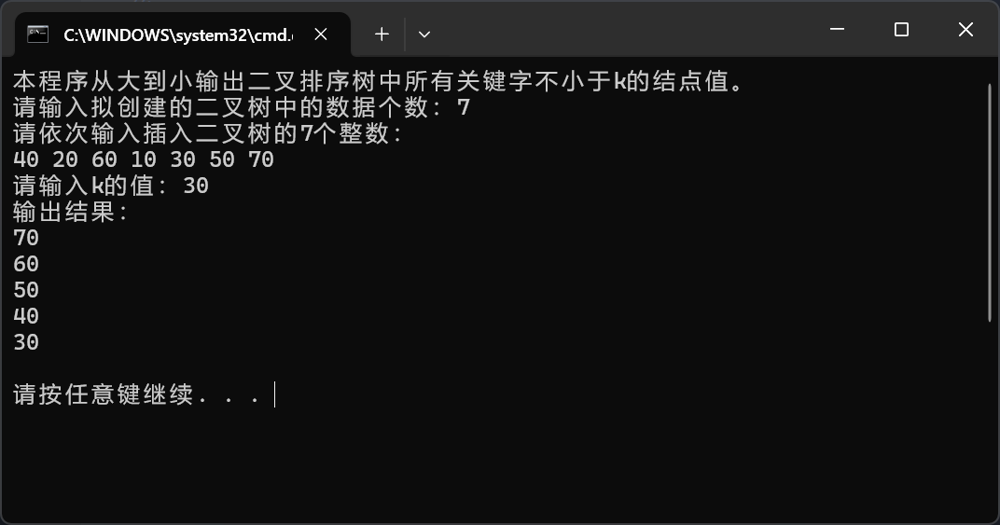 C:\WINDOWS\system32\cmd.
本程序从大到小输出二叉排序树中所有关键字不小于k的结点值。
请输入拟创建的二叉树中的数据个数：7
请依次输入插入二叉树的7个整数：
40 20 60 10 30 50 70
请输入k的值：30
输出结果：
70
60
50
40
30
请按任意键继续. . .